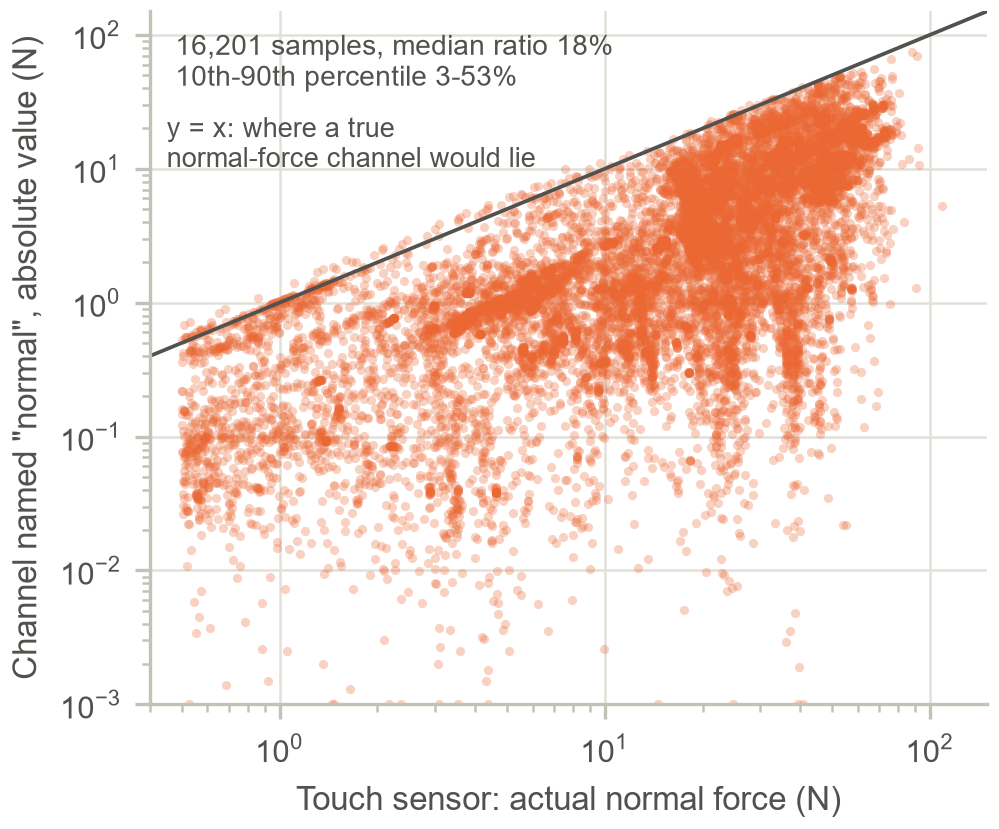 16,201 samples, median ratio 18%
10th-90th percentile 3-53%
y = x: where a true
normal-force channel would lie
Channel named "normal", absolute value (N)
10²
10¹
10⁰
10⁻¹
10⁻²
10⁻³
10⁰
10¹
10²
Touch sensor: actual normal force (N)